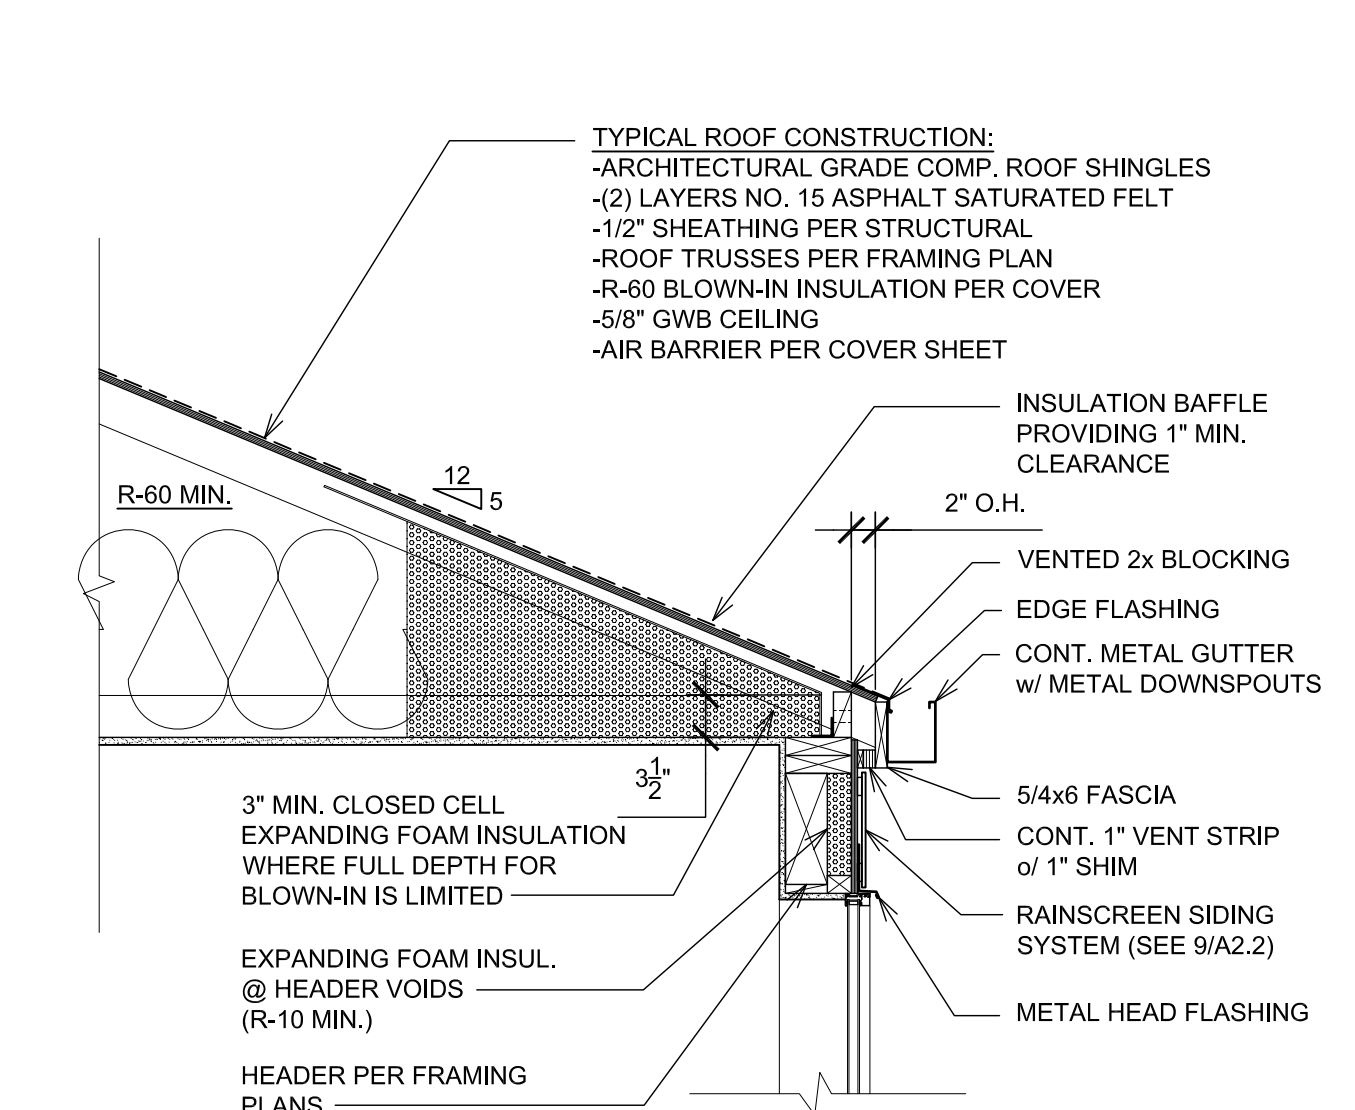 TYPICAL ROOF CONSTRUCTION:
-ARCHITECTURAL GRADE COMP. ROOF SHINGLES
-(2) LAYERS NO. 15 ASPHALT SATURATED FELT
-1/2" SHEATHING PER STRUCTURAL
-ROOF TRUSSES PER FRAMING PLAN
-R-60 BLOWN-IN INSULATION PER COVER
-5/8" GWB CEILING
-AIR BARRIER PER COVER SHEET
INSULATION BAFFLE
PROVIDING 1" MIN.
CLEARANCE
12
5
R-60 MIN.
2" O.H.
VENTED 2x BLOCKING
EDGE FLASHING
CONT. METAL GUTTER
w/ METAL DOWNSPOUTS
3 1/2"
3" MIN. CLOSED CELL
EXPANDING FOAM INSULATION
WHERE FULL DEPTH FOR
BLOWN-IN IS LIMITED
5/4x6 FASCIA
CONT. 1" VENT STRIP
o/ 1" SHIM
RAINSCREEN SIDING
SYSTEM (SEE 9/A2.2)
EXPANDING FOAM INSUL.
@ HEADER VOIDS
(R-10 MIN.)
METAL HEAD FLASHING
HEADER PER FRAMING
PLANS